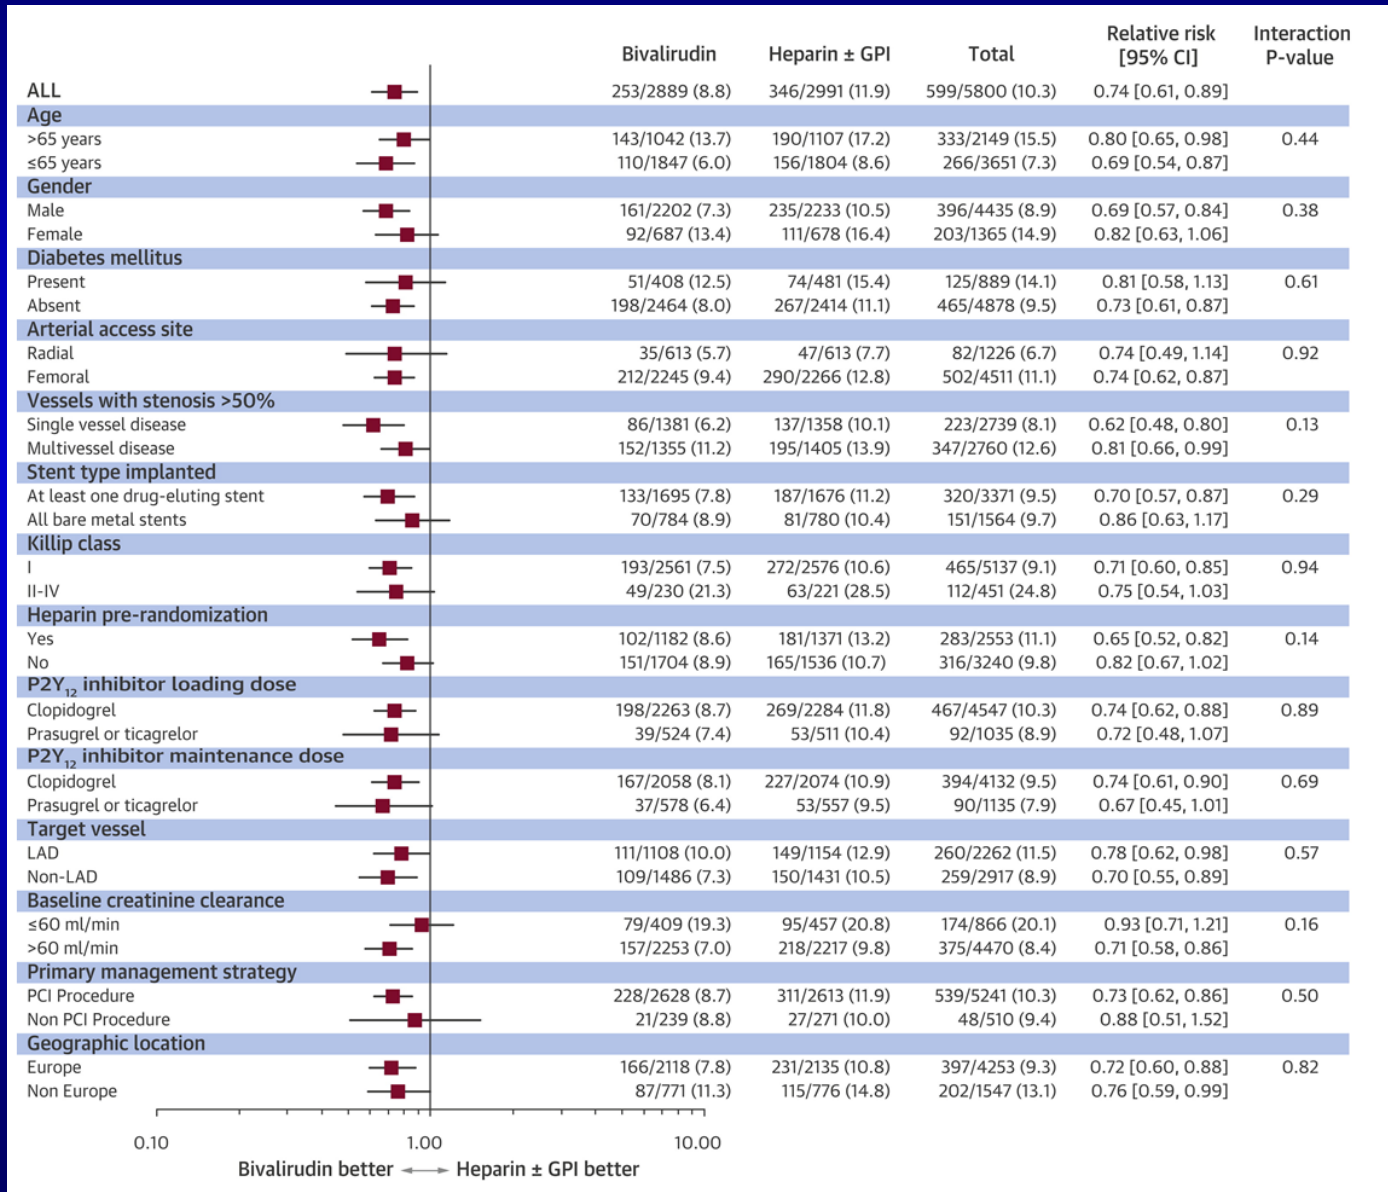 Bivalirudin Heparin ± GPI Total Relative risk [95% CI] Interaction P-value
ALL 253/2889 (8.8) 346/2991 (11.9) 599/5800 (10.3) 0.74 [0.61, 0.89]
Age
>65 years 143/1042 (13.7) 190/1107 (17.2) 333/2149 (15.5) 0.80 [0.65, 0.98] 0.44
≤65 years 110/1847 (6.0) 156/1804 (8.6) 266/3651 (7.3) 0.69 [0.54, 0.87]
Gender
Male 161/2202 (7.3) 235/2233 (10.5) 396/4435 (8.9) 0.69 [0.57, 0.84] 0.38
Female 92/687 (13.4) 111/678 (16.4) 203/1365 (14.9) 0.82 [0.63, 1.06]
Diabetes mellitus
Present 51/408 (12.5) 74/481 (15.4) 125/889 (14.1) 0.81 [0.58, 1.13] 0.61
Absent 198/2464 (8.0) 267/2414 (11.1) 465/4878 (9.5) 0.73 [0.61, 0.87]
Arterial access site
Radial 35/613 (5.7) 47/613 (7.7) 82/1226 (6.7) 0.74 [0.49, 1.14] 0.92
Femoral 212/2245 (9.4) 290/2266 (12.8) 502/4511 (11.1) 0.74 [0.62, 0.87]
Vessels with stenosis >50%
Single vessel disease 86/1381 (6.2) 137/1358 (10.1) 223/2739 (8.1) 0.62 [0.48, 0.80] 0.13
Multivessel disease 152/1355 (11.2) 195/1405 (13.9) 347/2760 (12.6) 0.81 [0.66, 0.99]
Stent type implanted
At least one drug-eluting stent 133/1695 (7.8) 187/1676 (11.2) 320/3371 (9.5) 0.70 [0.57, 0.87] 0.29
All bare metal stents 70/784 (8.9) 81/780 (10.4) 151/1564 (9.7) 0.86 [0.63, 1.17]
Killip class
I 193/2561 (7.5) 272/2576 (10.6) 465/5137 (9.1) 0.71 [0.60, 0.85] 0.94
II-IV 49/230 (21.3) 63/221 (28.5) 112/451 (24.8) 0.75 [0.54, 1.03]
Heparin pre-randomization
Yes 102/1182 (8.6) 181/1371 (13.2) 283/2553 (11.1) 0.65 [0.52, 0.82] 0.14
No 151/1704 (8.9) 165/1536 (10.7) 316/3240 (9.8) 0.82 [0.67, 1.02]
P2Y₁₂ inhibitor loading dose
Clopidogrel 198/2263 (8.7) 269/2284 (11.8) 467/4547 (10.3) 0.74 [0.62, 0.88] 0.89
Prasugrel or ticagrelor 39/524 (7.4) 53/511 (10.4) 92/1035 (8.9) 0.72 [0.48, 1.07]
P2Y₁₂ inhibitor maintenance dose
Clopidogrel 167/2058 (8.1) 227/2074 (10.9) 394/4132 (9.5) 0.74 [0.61, 0.90] 0.69
Prasugrel or ticagrelor 37/578 (6.4) 53/557 (9.5) 90/1135 (7.9) 0.67 [0.45, 1.01]
Target vessel
LAD 111/1108 (10.0) 149/1154 (12.9) 260/2262 (11.5) 0.78 [0.62, 0.98] 0.57
Non-LAD 109/1486 (7.3) 150/1431 (10.5) 259/2917 (8.9) 0.70 [0.55, 0.89]
Baseline creatinine clearance
≤60 ml/min 79/409 (19.3) 95/457 (20.8) 174/866 (20.1) 0.93 [0.71, 1.21] 0.16
>60 ml/min 157/2253 (7.0) 218/2217 (9.8) 375/4470 (8.4) 0.71 [0.58, 0.86]
Primary management strategy
PCI Procedure 228/2628 (8.7) 311/2613 (11.9) 539/5241 (10.3) 0.73 [0.62, 0.86] 0.50
Non PCI Procedure 21/239 (8.8) 27/271 (10.0) 48/510 (9.4) 0.88 [0.51, 1.52]
Geographic location
Europe 166/2118 (7.8) 231/2135 (10.8) 397/4253 (9.3) 0.72 [0.60, 0.88] 0.82
Non Europe 87/771 (11.3) 115/776 (14.8) 202/1547 (13.1) 0.76 [0.59, 0.99]
0.10 1.00 10.00
Bivalirudin better ←→ Heparin ± GPI better